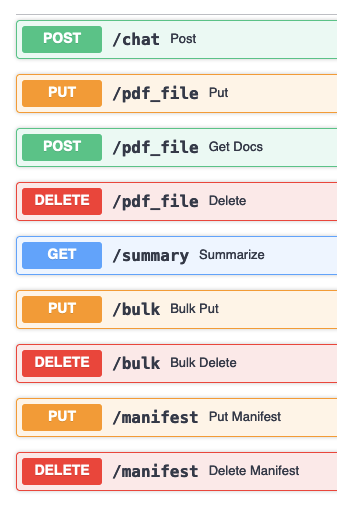 POST /chat Post
PUT /pdf_file Put
POST /pdf_file Get Docs
DELETE /pdf_file Delete
GET /summary Summarize
PUT /bulk Bulk Put
DELETE /bulk Bulk Delete
PUT /manifest Put Manifest
DELETE /manifest Delete Manifest